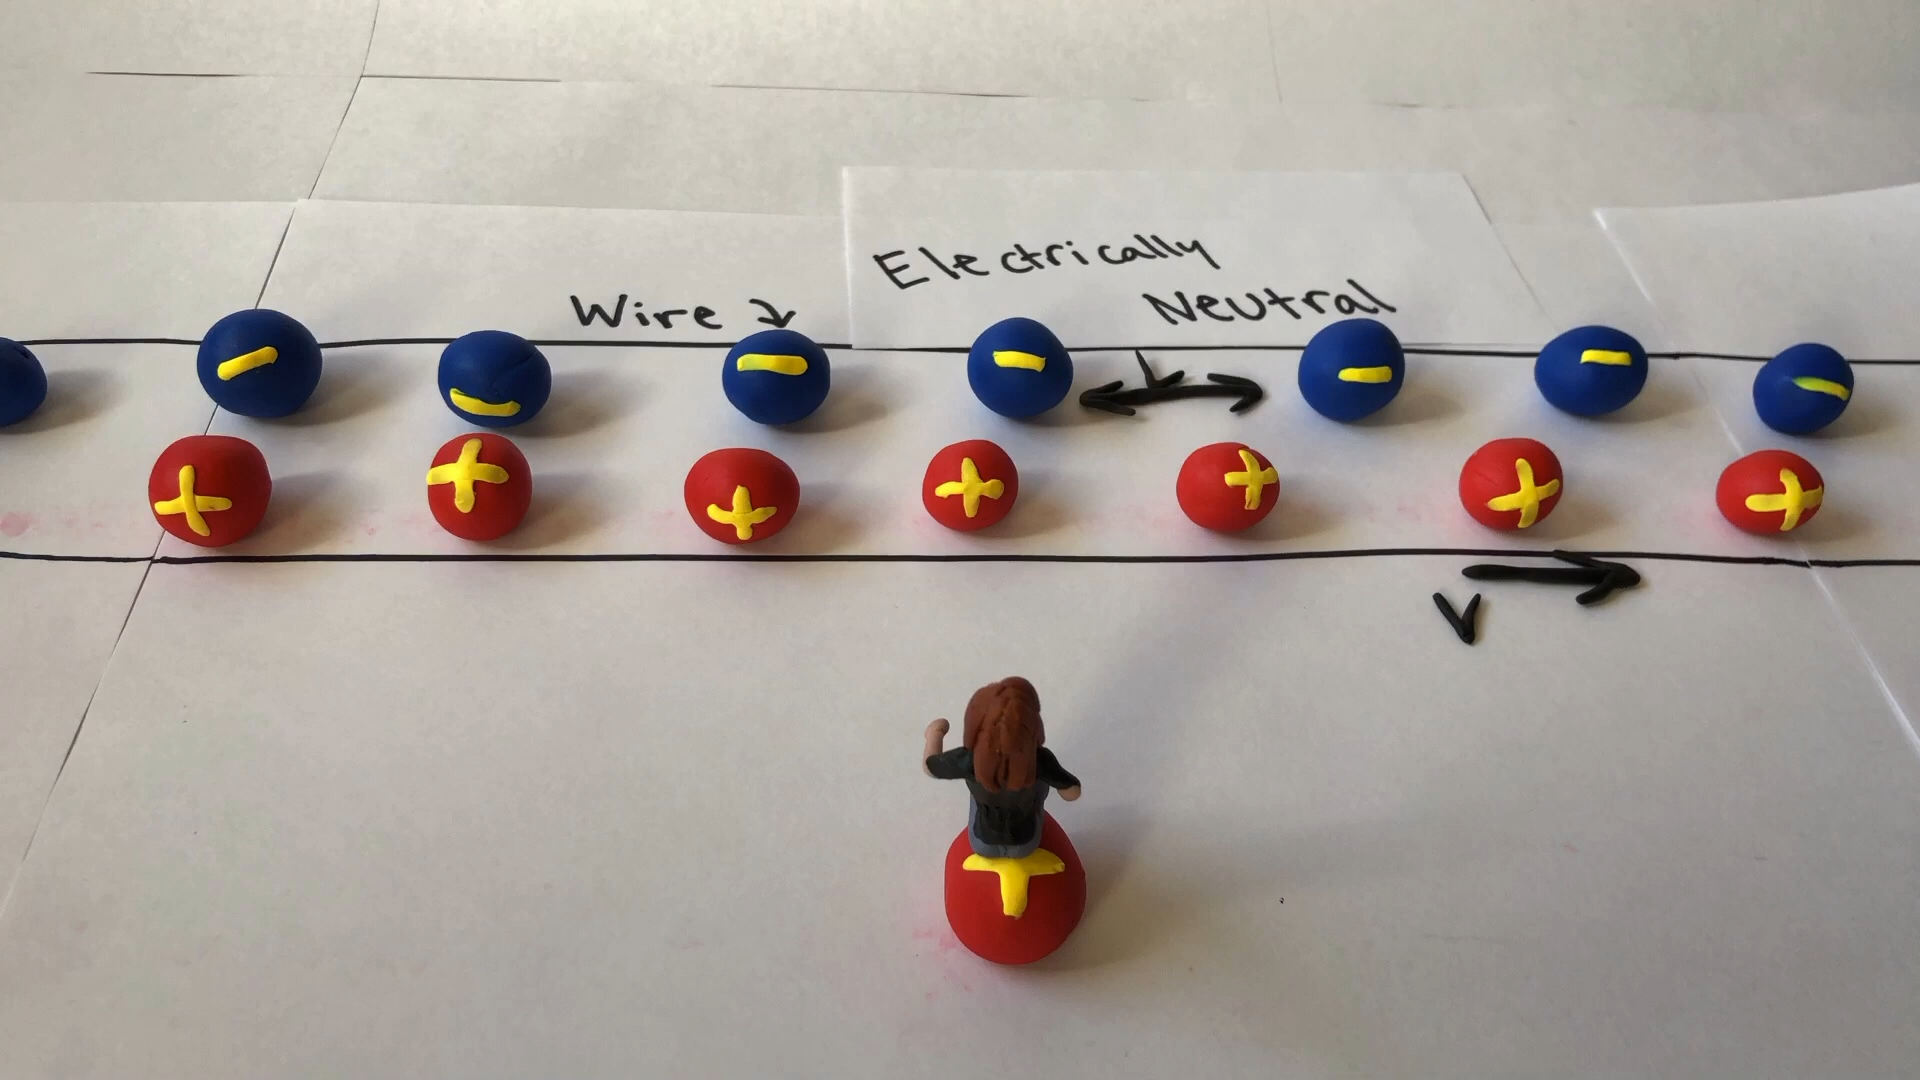 Electrically
Wire ↓ Neutral
- - - - - - -
+ + + + + + +
v
+